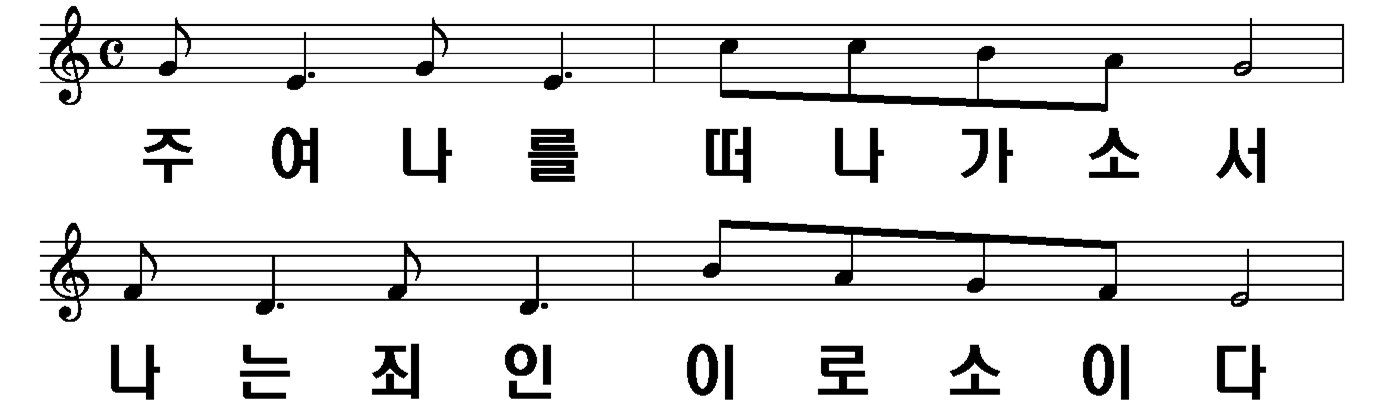 주 여 나 를 떠 나 가 소 서
나 는 죄 인 이 로 소 이 다